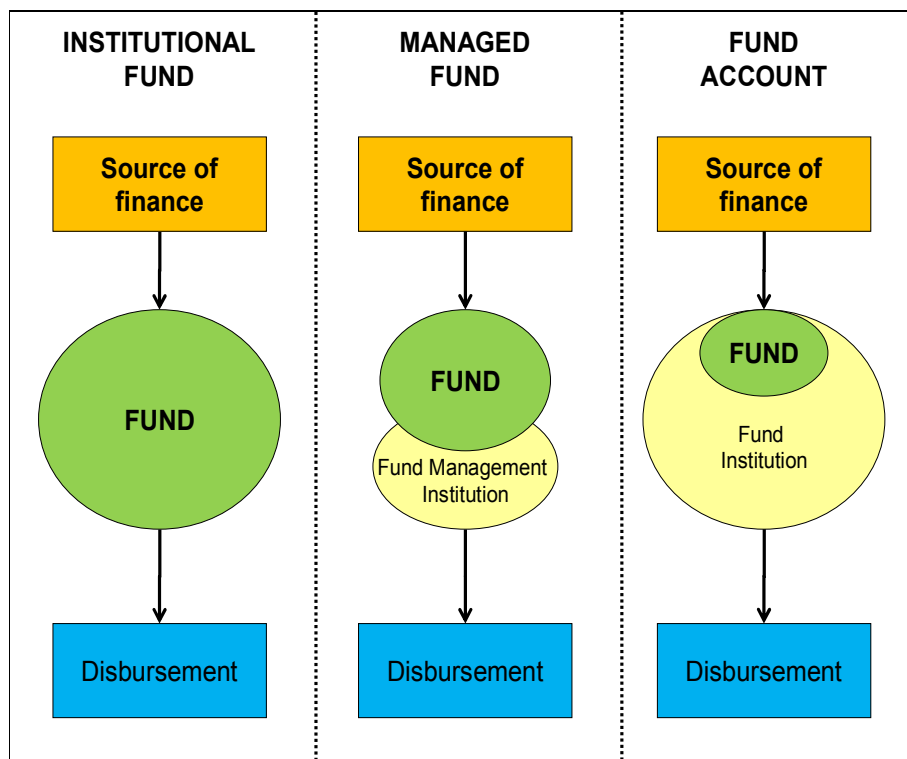 INSTITUTIONAL
FUND
Source of
finance
FUND
Disbursement
MANAGED
FUND
Source of
finance
FUND
Fund Management
Institution
Disbursement
FUND
ACCOUNT
Source of
finance
FUND
Fund
Institution
Disbursement